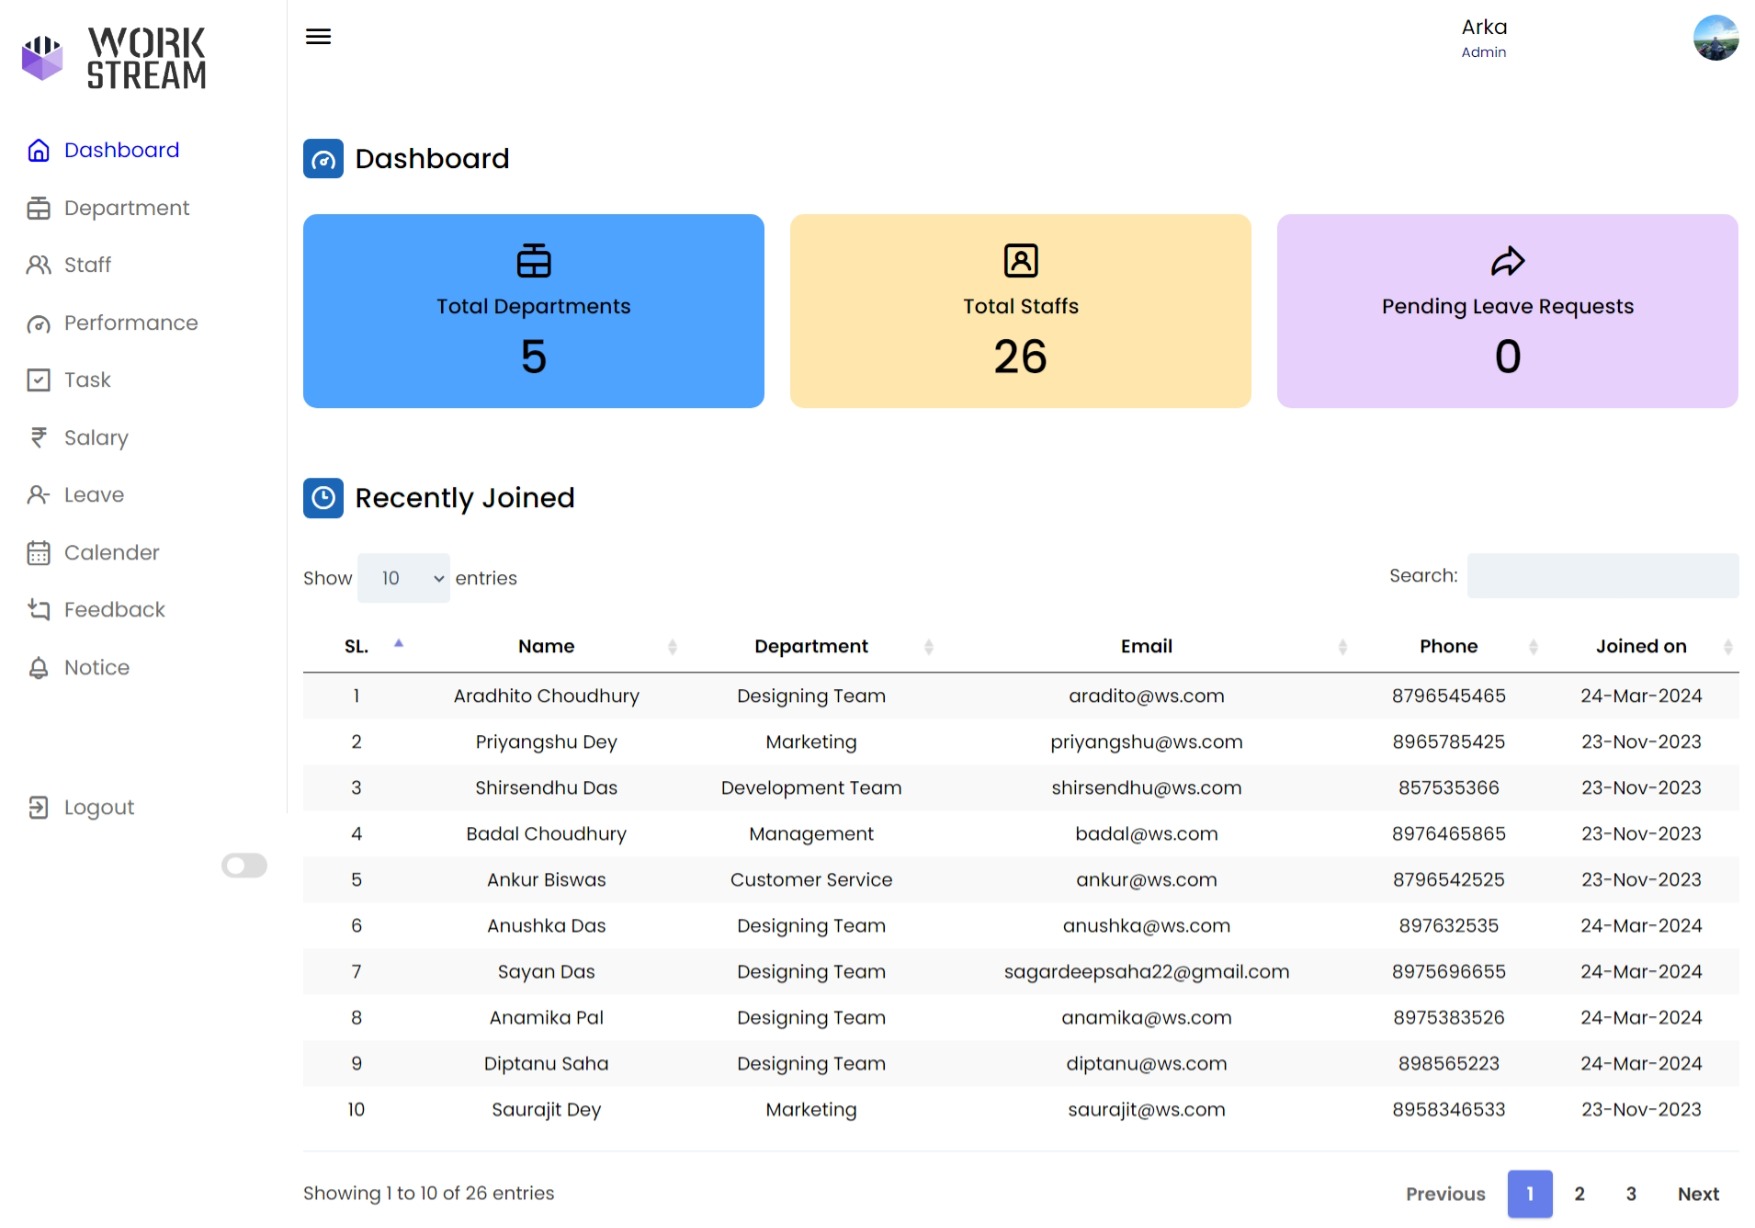 WORK
STREAM
Arka
Admin
Dashboard
Department
Staff
Performance
Task
Salary
Leave
Calender
Feedback
Notice
Logout
Dashboard
Total Departments
5
Total Staffs
26
Pending Leave Requests
0
Recently Joined
Show 10 entries
Search:
SL. Name Department Email Phone Joined on
1 Aradhito Choudhury Designing Team aradito@ws.com 8796545465 24-Mar-2024
2 Priyangshu Dey Marketing priyangshu@ws.com 8965785425 23-Nov-2023
3 Shirsendhu Das Development Team shirsendhu@ws.com 857535366 23-Nov-2023
4 Badal Choudhury Management badal@ws.com 8976465865 23-Nov-2023
5 Ankur Biswas Customer Service ankur@ws.com 8796542525 23-Nov-2023
6 Anushka Das Designing Team anushka@ws.com 897632535 24-Mar-2024
7 Sayan Das Designing Team sagardeepsaha22@gmail.com 8975696655 24-Mar-2024
8 Anamika Pal Designing Team anamika@ws.com 8975383526 24-Mar-2024
9 Diptanu Saha Designing Team diptanu@ws.com 898565223 24-Mar-2024
10 Saurajit Dey Marketing saurajit@ws.com 8958346533 23-Nov-2023
Showing 1 to 10 of 26 entries
Previous 1 2 3 Next